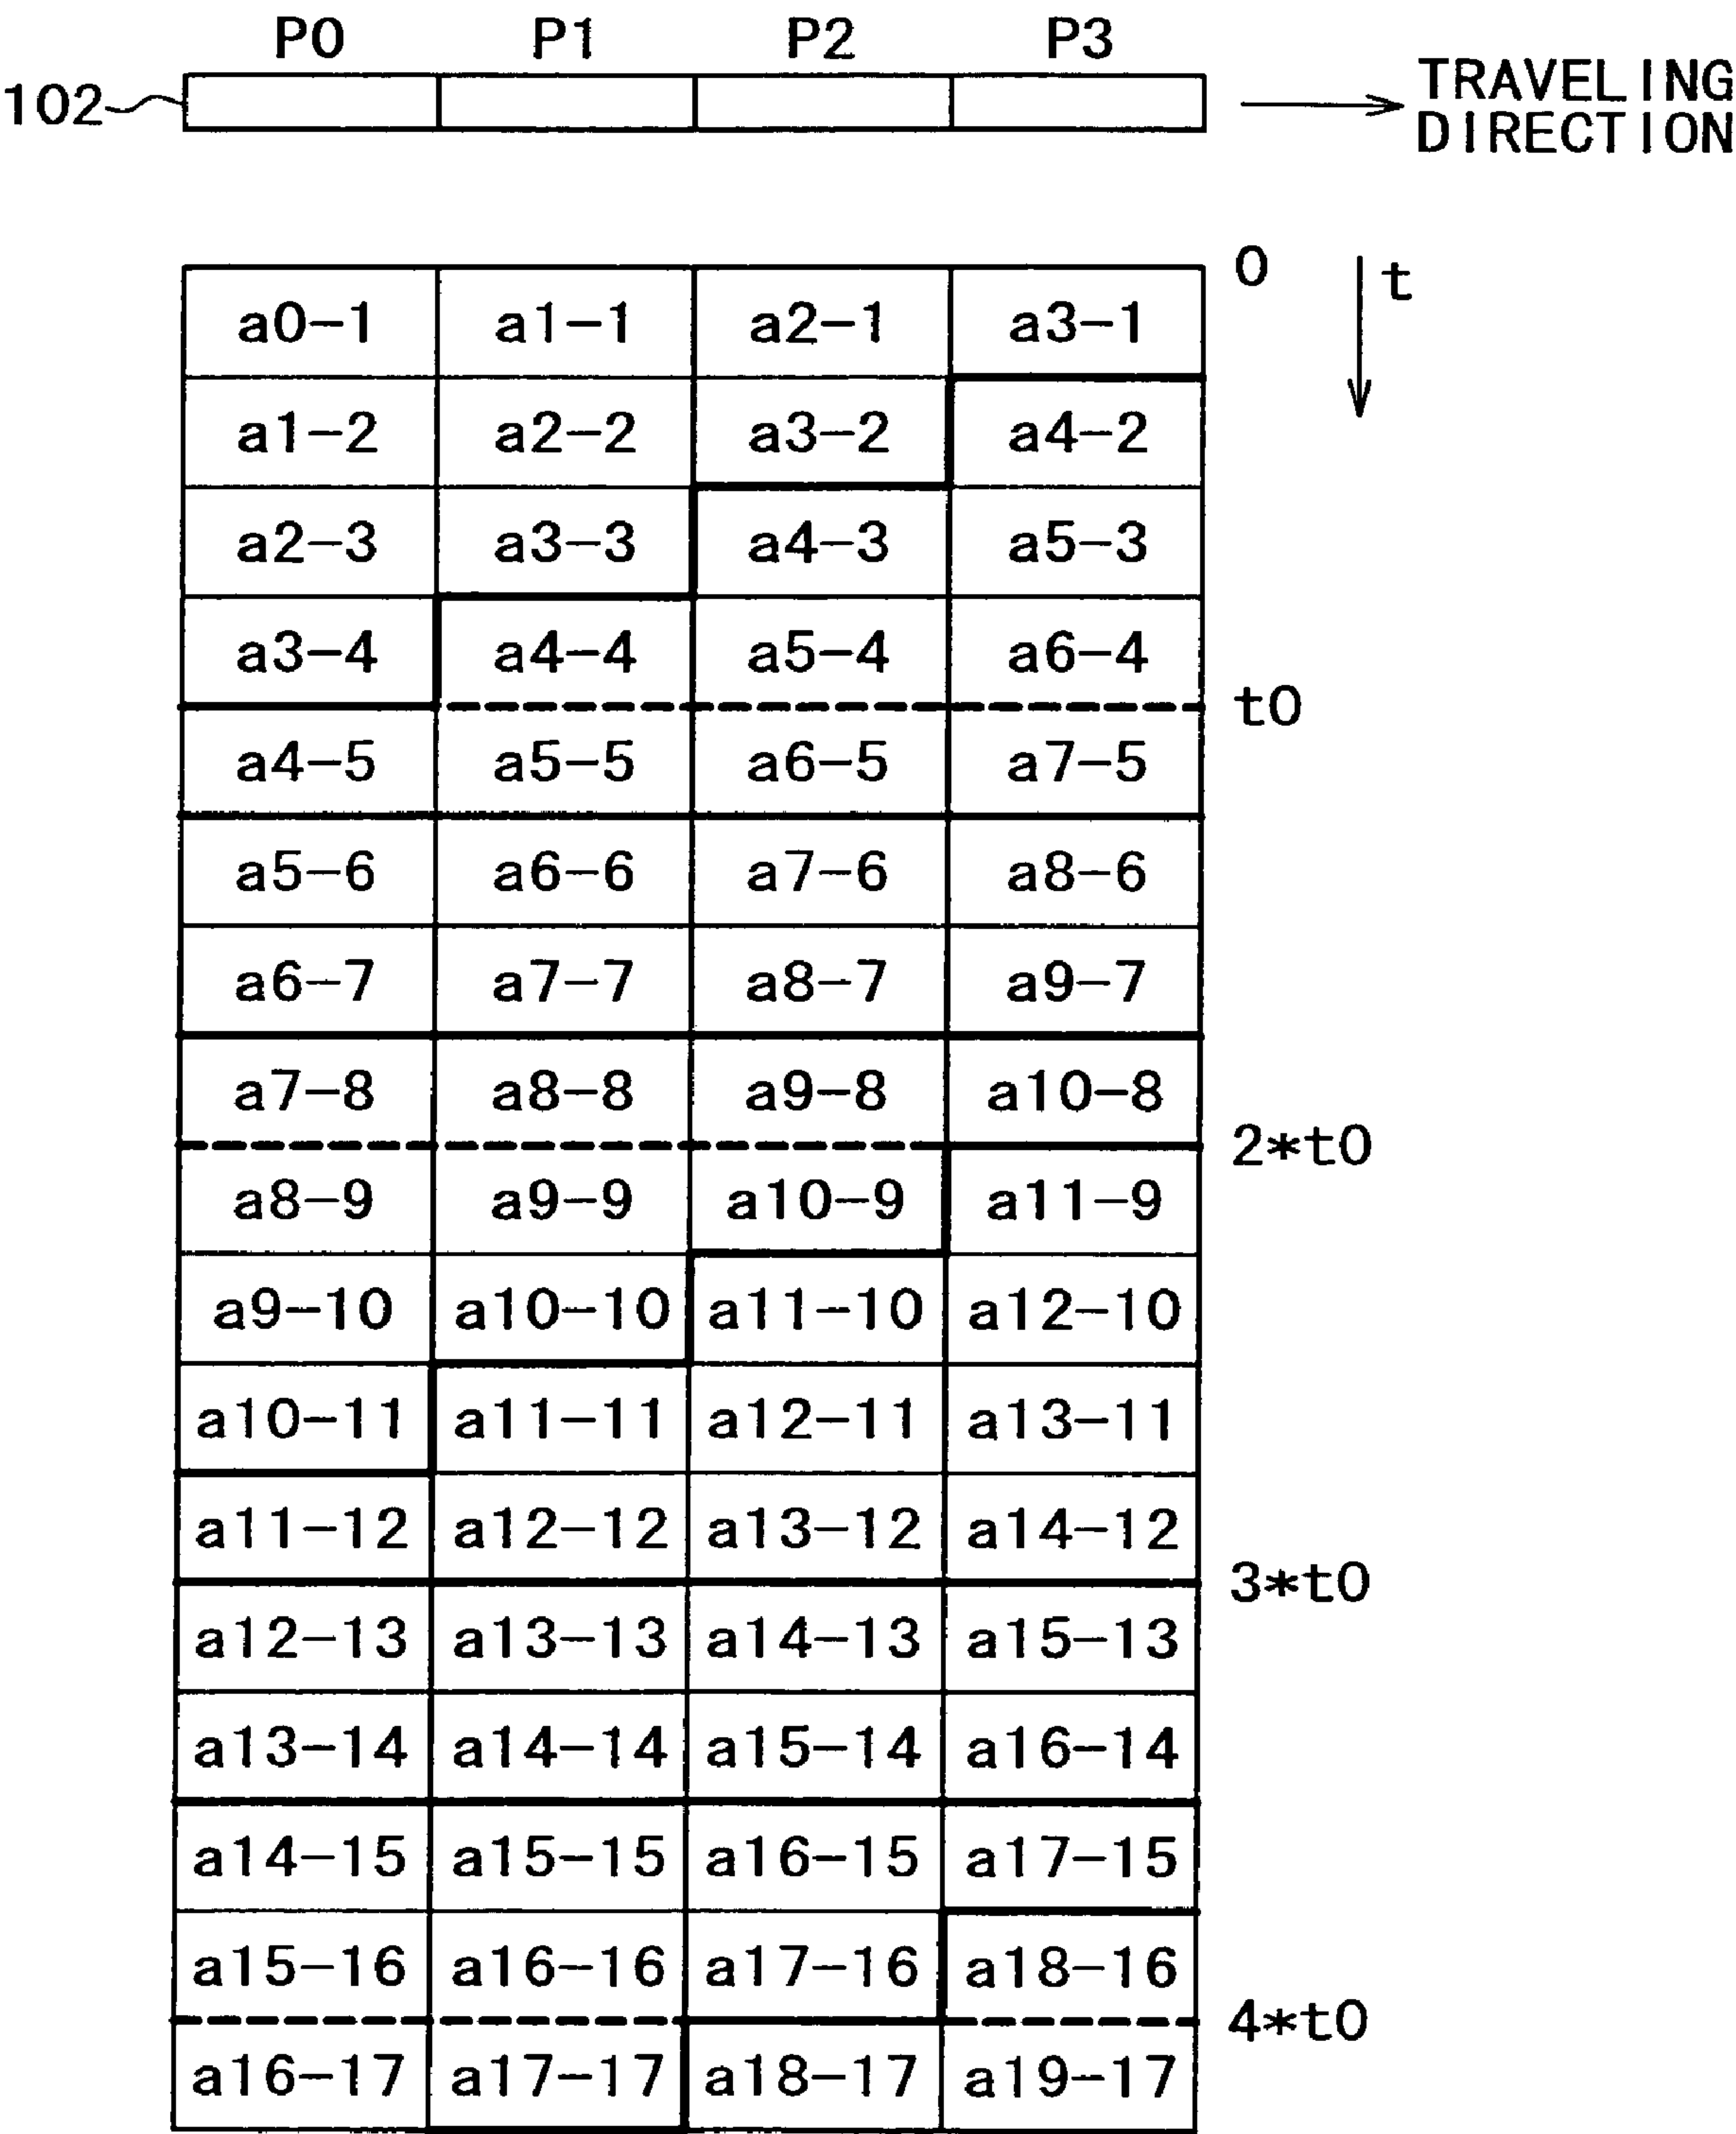 P0 P1 P2 P3
102
TRAVELING
DIRECTION
0 t
a0-1 a1-1 a2-1 a3-1
a1-2 a2-2 a3-2 a4-2
a2-3 a3-3 a4-3 a5-3
a3-4 a4-4 a5-4 a6-4
t0
a4-5 a5-5 a6-5 a7-5
a5-6 a6-6 a7-6 a8-6
a6-7 a7-7 a8-7 a9-7
a7-8 a8-8 a9-8 a10-8
2*t0
a8-9 a9-9 a10-9 a11-9
a9-10 a10-10 a11-10 a12-10
a10-11 a11-11 a12-11 a13-11
a11-12 a12-12 a13-12 a14-12
3*t0
a12-13 a13-13 a14-13 a15-13
a13-14 a14-14 a15-14 a16-14
a14-15 a15-15 a16-15 a17-15
a15-16 a16-16 a17-16 a18-16
4*t0
a16-17 a17-17 a18-17 a19-17